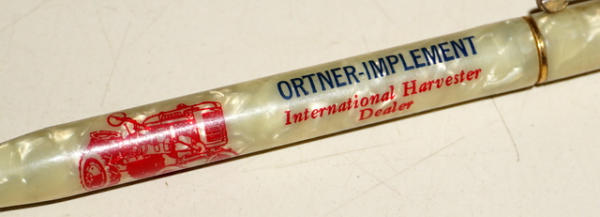 ORTNER-IMPLEMENT
International Harvester
Dealer